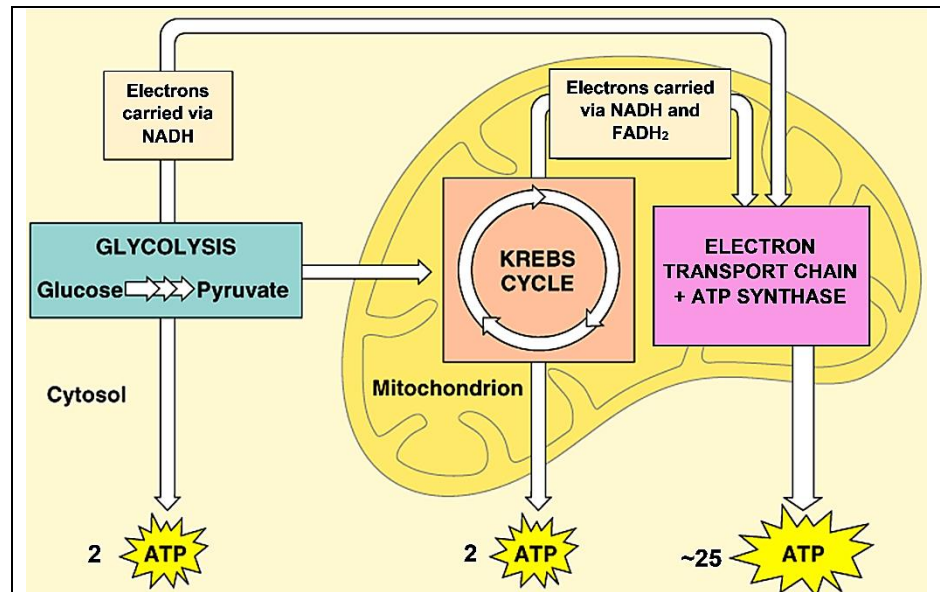 Electrons
carried via
NADH
Electrons carried
via NADH and
FADH₂
GLYCOLYSIS
Glucose Pyruvate
KREBS
CYCLE
ELECTRON
TRANSPORT CHAIN
+ ATP SYNTHASE
Cytosol
Mitochondrion
2 ATP
2 ATP
~25 ATP